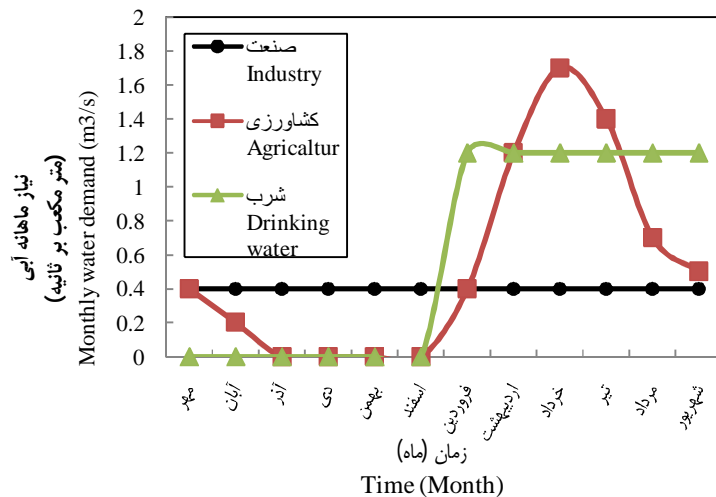 2
1.8
1.6
1.4
1.2
1
0.8
0.6
0.4
0.2
0
صنعت
Industry
کشاورزی
Agricaltur
شرب
Drinking
water
نیاز ماهانه آبی
(متر مکعب بر ثانیه)
Monthly water demand (m3/s)
مهر
آبان
آذر
دی
بهمن
اسفند
فروردین
اردیبهشت
خرداد
تیر
مرداد
شهریور
زمان (ماه)
Time (Month)